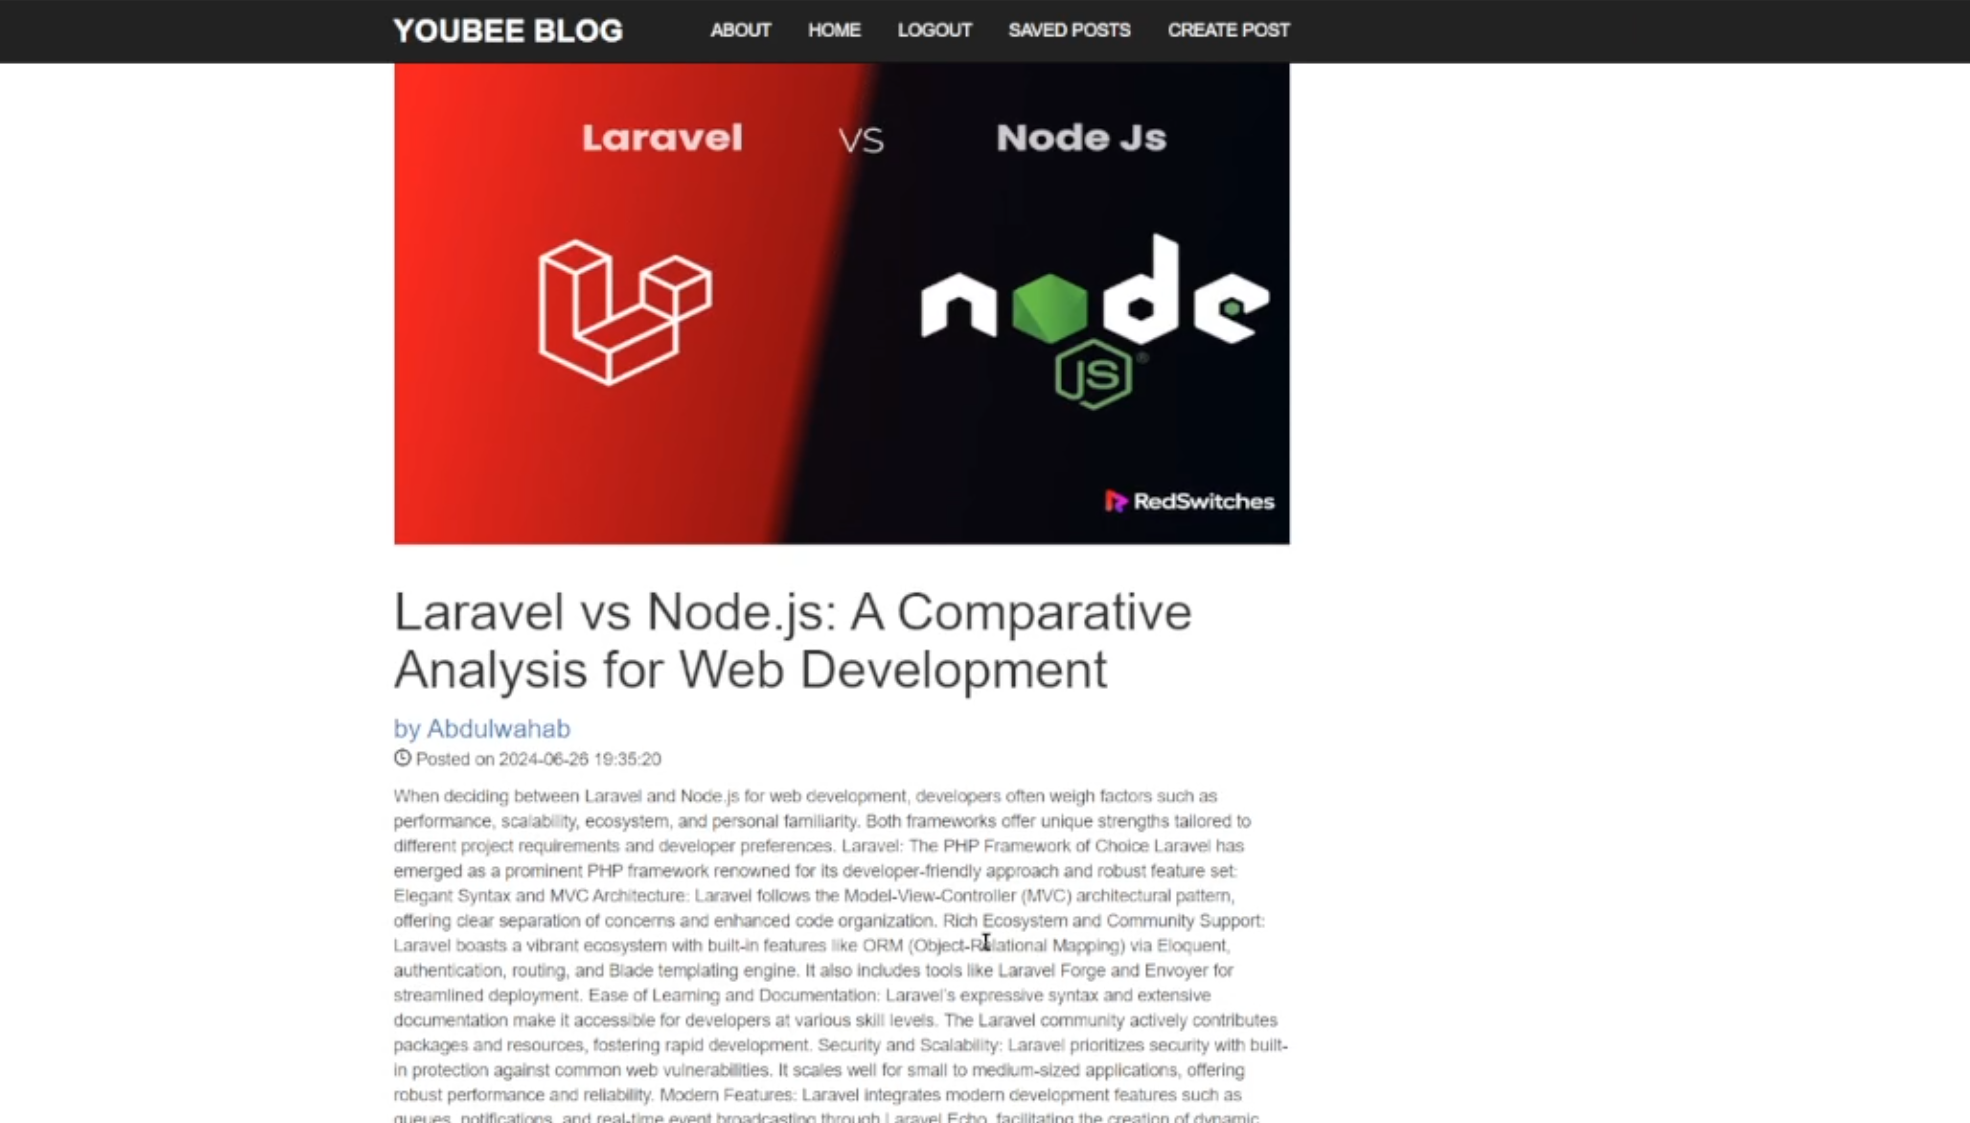 YOUBEE BLOG ABOUT HOME LOGOUT SAVED POSTS CREATE POST
Laravel VS Node Js
node
JS
RedSwitches
Laravel vs Node.js: A Comparative
Analysis for Web Development
by Abdulwahab
Posted on 2024-06-26 19:35:20
When deciding between Laravel and Node.js for web development, developers often weigh factors such as
performance, scalability, ecosystem, and personal familiarity. Both frameworks offer unique strengths tailored to
different project requirements and developer preferences. Laravel: The PHP Framework of Choice Laravel has
emerged as a prominent PHP framework renowned for its developer-friendly approach and robust feature set:
Elegant Syntax and MVC Architecture: Laravel follows the Model-View-Controller (MVC) architectural pattern,
offering clear separation of concerns and enhanced code organization. Rich Ecosystem and Community Support:
Laravel boasts a vibrant ecosystem with built-in features like ORM (Object-Relational Mapping) via Eloquent,
authentication, routing, and Blade templating engine. It also includes tools like Laravel Forge and Envoyer for
streamlined deployment. Ease of Learning and Documentation: Laravel's expressive syntax and extensive
documentation make it accessible for developers at various skill levels. The Laravel community actively contributes
packages and resources, fostering rapid development. Security and Scalability: Laravel prioritizes security with built-
in protection against common web vulnerabilities. It scales well for small to medium-sized applications, offering
robust performance and reliability. Modern Features: Laravel integrates modern development features such as
queues, notifications, and real-time event broadcasting through Laravel Echo, facilitating the creation of dynamic